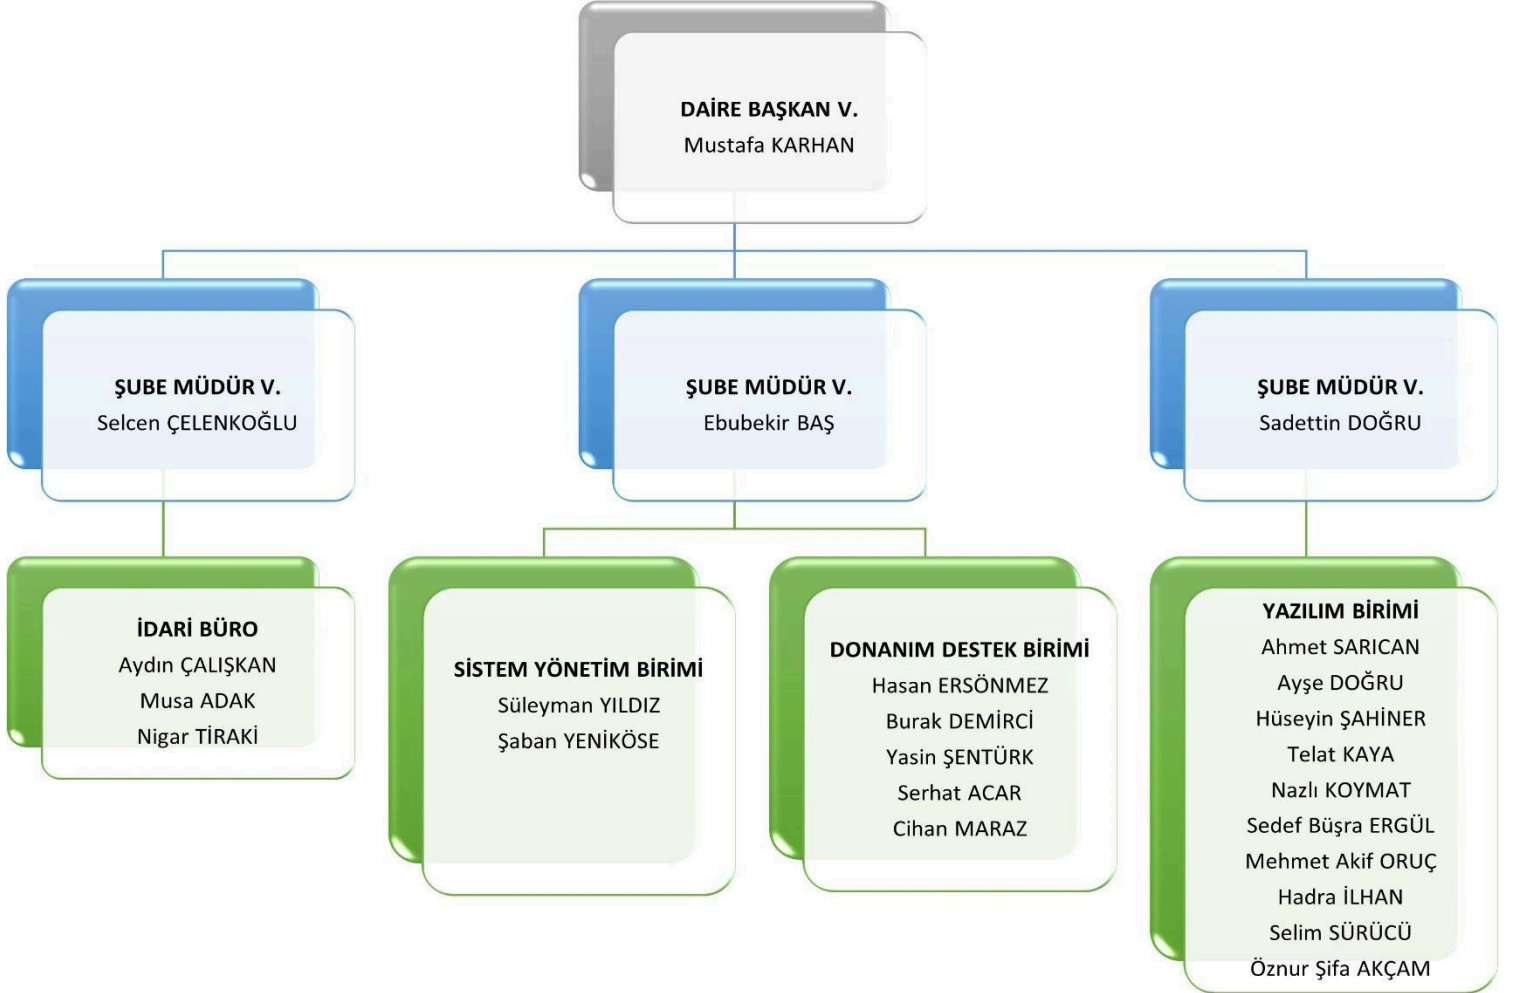 DAİRE BAŞKAN V.
Mustafa KARHAN
ŞUBE MÜDÜR V.
Selcen ÇELENKOĞLU
ŞUBE MÜDÜR V.
Ebubekir BAŞ
ŞUBE MÜDÜR V.
Sadettin DOĞRU
İDARİ BÜRO
Aydın ÇALIŞKAN
Musa ADAK
Nigar TİRAKİ
SİSTEM YÖNETİM BİRİMİ
Süleyman YILDIZ
Şaban YENİKÖSE
DONANIM DESTEK BİRİMİ
Hasan ERSÖNMEZ
Burak DEMİRCİ
Yasin ŞENTÜRK
Serhat ACAR
Cihan MARAZ
YAZILIM BİRİMİ
Ahmet SARICAN
Ayşe DOĞRU
Hüseyin ŞAHİNER
Telat KAYA
Nazlı KOYMAT
Sedef Büşra ERGÜL
Mehmet Akif ORUÇ
Hadra İLHAN
Selim SÜRÜCÜ
Öznur Şifa AKÇAM